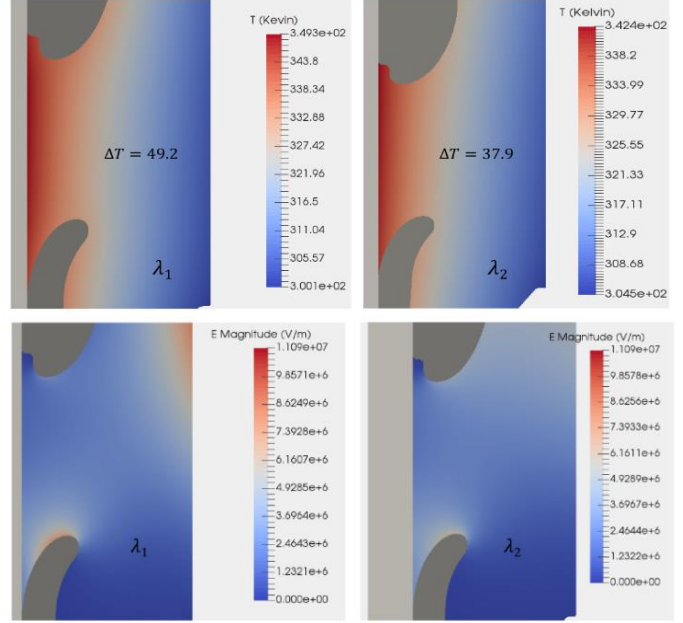 T (Kevin)
3.493e+02
343.8
338.34
332.88
327.42
321.96
316.5
311.04
305.57
3.001e+02
ΔT = 49.2
λ1
T (Kelvin)
3.424e+02
338.2
333.99
329.77
325.55
321.33
317.11
312.9
308.68
3.045e+02
ΔT = 37.9
λ2
E Magnitude (V/m)
1.109e+07
9.8571e+6
8.6249e+6
7.3928e+6
6.1607e+6
4.9285e+6
3.6964e+6
2.4643e+6
1.2321e+6
0.000e+00
λ1
E Magnitude (V/m)
1.109e+07
9.8578e+6
8.6256e+6
7.3933e+6
6.1611e+6
4.9289e+6
3.6967e+6
2.4644e+6
1.2322e+6
0.000e+00
λ2